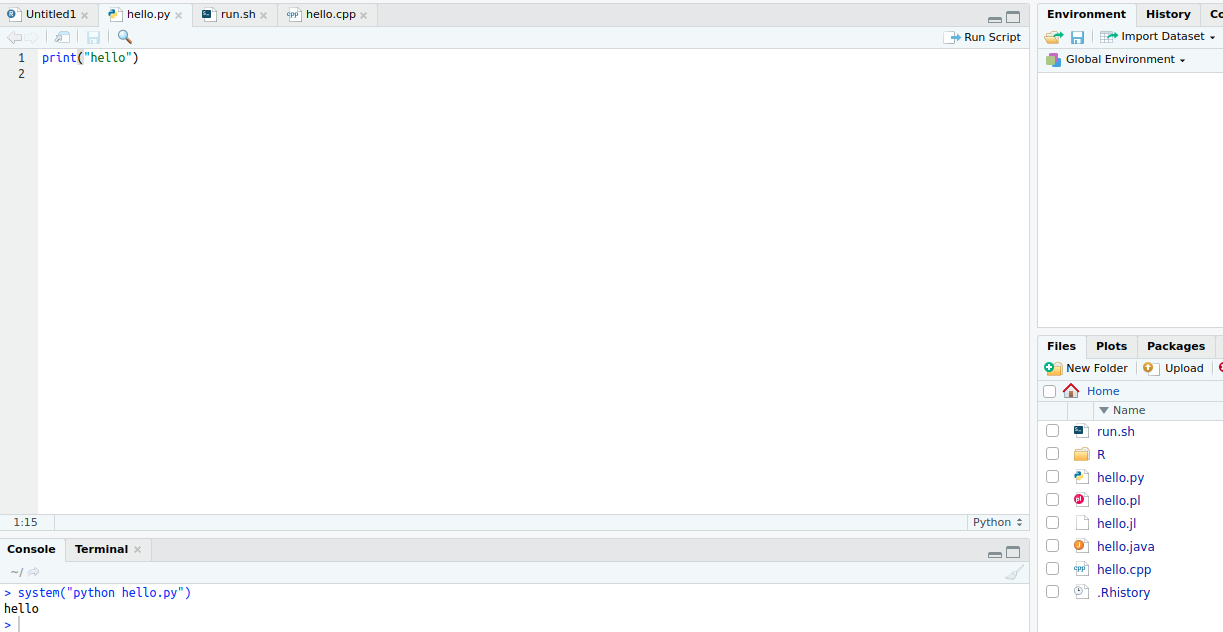 Untitled1 hello.py run.sh hello.cpp
Run Script
1 print("hello")
2
1:15 Python
Console Terminal
~/
> system("python hello.py")
hello
>
Environment History Co
Import Dataset
Global Environment
Files Plots Packages
New Folder Upload
Home
Name
run.sh
R
hello.py
hello.pl
hello.jl
hello.java
hello.cpp
.Rhistory